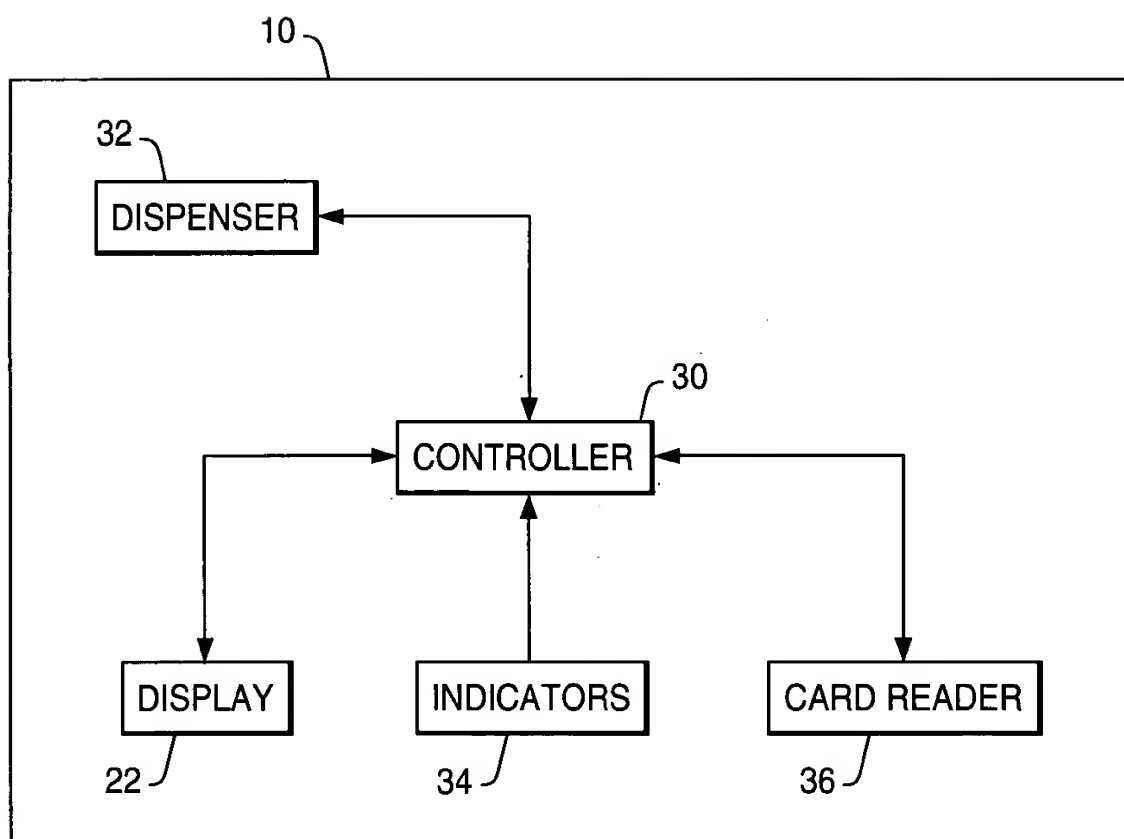 10
32
DISPENSER
30
CONTROLLER
DISPLAY
INDICATORS
CARD READER
22
34
36